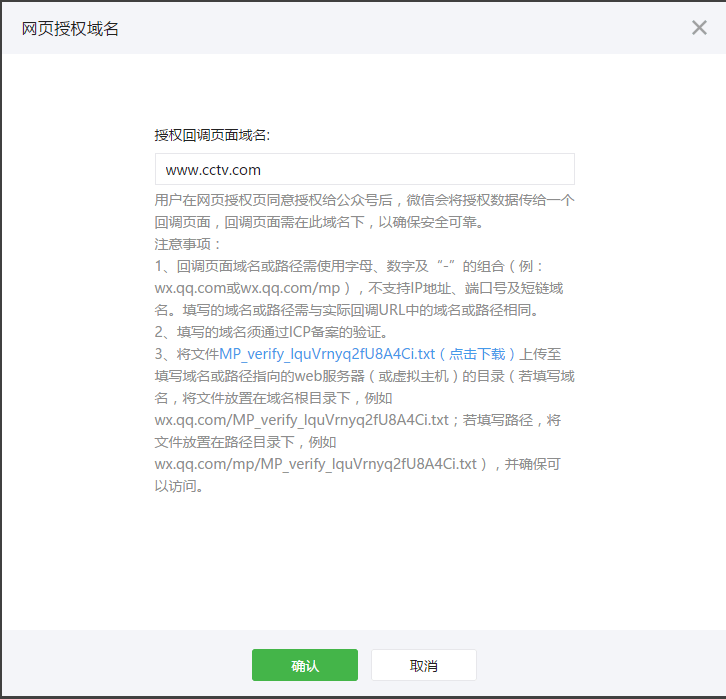 网页授权域名
授权回调页面域名:
www.cctv.com
用户在网页授权页同意授权给公众号后，微信会将授权数据传给一个
回调页面，回调页面需在此域名下，以确保安全可靠。
注意事项：
1、回调页面域名或路径需使用字母、数字及“-”的组合（例：
wx.qq.com或wx.qq.com/mp），不支持IP地址、端口号及短链域
名。填写的域名或路径需与实际回调URL中的域名或路径相同。
2、填写的域名须通过ICP备案的验证。
3、将文件MP_verify_lquVrnyq2fU8A4Ci.txt（点击下载）上传至
填写域名或路径指向的web服务器（或虚拟主机）的目录（若填写域
名，将文件放置在域名根目录下，例如
wx.qq.com/MP_verify_lquVrnyq2fU8A4Ci.txt；若填写路径，将
文件放置在路径目录下，例如
wx.qq.com/mp/MP_verify_lquVrnyq2fU8A4Ci.txt），并确保可
以访问。
确认
取消